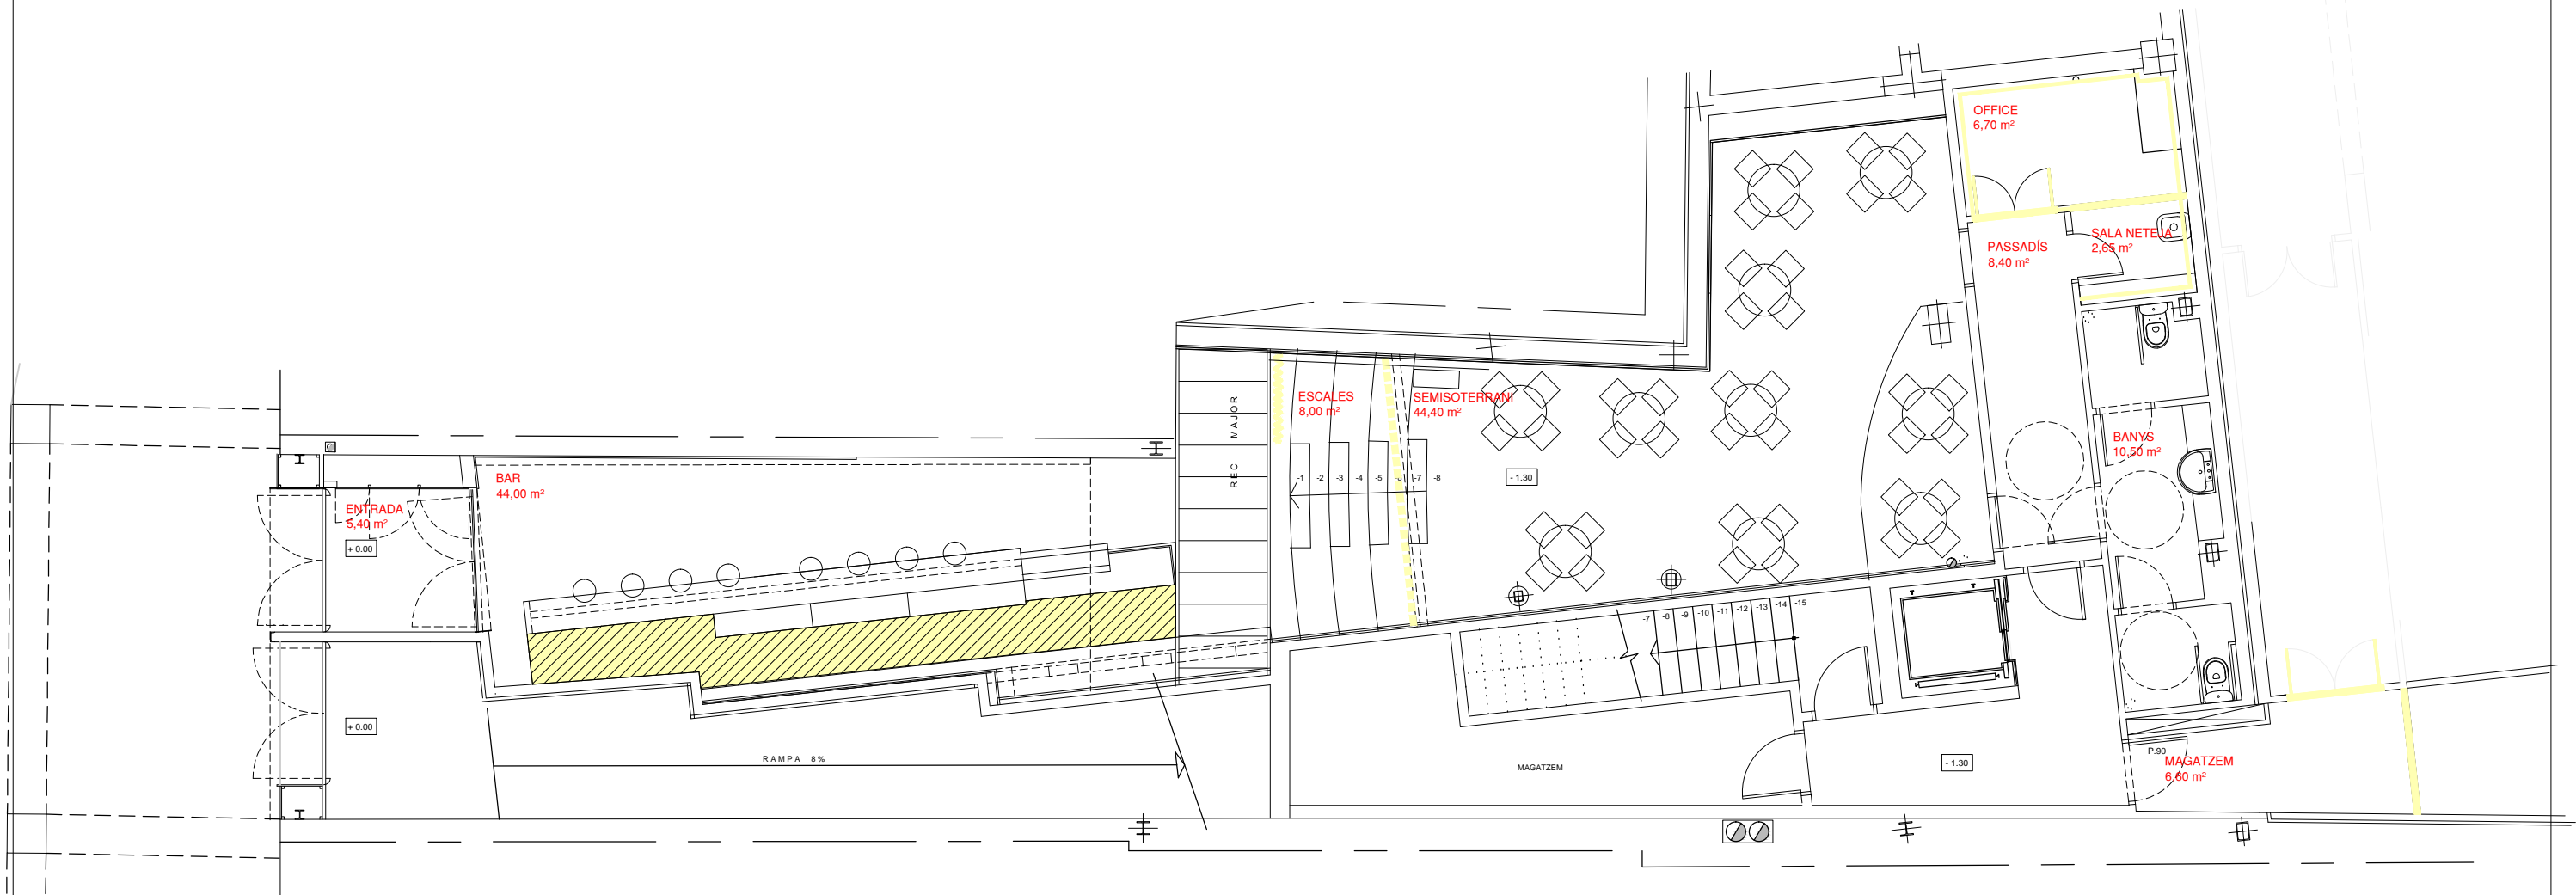 OFFICE
6,70 m²
SALA NETEJA
2,65 m²
PASSADÍS
8,40 m²
ESCALES
8,00 m²
SEMISOTERRANI
44,40 m²
REC MAJOR
BANYS
10,50 m²
BAR
44,00 m²
ENTRADA
5,40 m²
+ 0.00
-1 -2 -3 -4 -5 -6 -7 -8
- 1.30
-7 -8 -9 -10 -11 -12 -13 -14 -15
+ 0.00
RAMPA 8%
MAGATZEM
- 1.30
P.90
MAGATZEM
6,60 m²